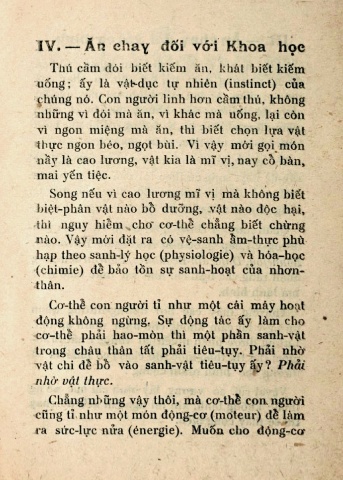 IV. — Ăn chay đối với Khoa học
Thú cầm đói biết kiếm ăn, khát biết kiếm
uống; ấy là vật-dục tự nhiên (instinct) của
chúng nó. Con người linh hơn cầm thú, không
những vì đói mà ăn, vì khác mà uống, lại còn
vì ngon miệng mà ăn, thì biết chọn lựa vật
thực ngon béo, ngọt bùi. Vì vậy mới gọi món
nầy là cao lương, vật kia là mĩ vị, nay cổ bàn,
mai yến tiệc.
Song nếu vì cao lương mĩ vị mà không biết
biệt-phân vật nào bồ dưỡng, vật nào độc hại,
thì nguy hiểm cho cơ-thể chẳng biết chừng
nào. Vậy mới đặt ra có vệ-sanh ẩm-thực phù
hạp theo sanh-lý học (physiologie) và hóa-học
(chimie) để bảo tồn sự sanh-hoạt của nhơn-
thân.
Cơ-thể con người tỉ như một cái máy hoạt
động không ngừng. Sự động tác ấy làm cho
cơ-thể phải hao-mòn thì một phần sanh-vật
trong châu thân tất phải tiêu-tụy. Phải nhờ
vật chi để bồ vào sanh-vật tiêu-tụy ấy? Phải
nhờ vật thực.
Chẳng những vậy thôi, mà cơ-thể con người
cũng tỉ như một món động-cơ (moteur) để làm
ra sức-lực nửa (énergie). Muốn cho động-cơ